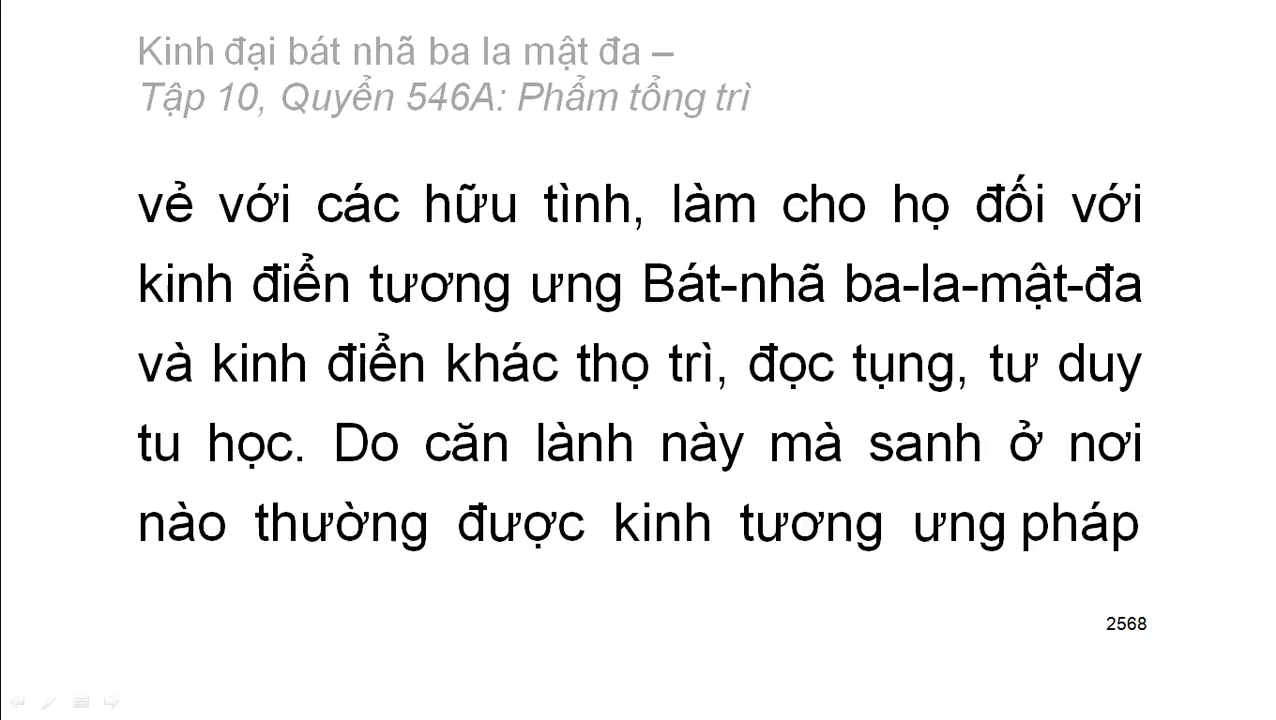 Kinh đại bát nhã ba la mật đa –
Tập 10, Quyển 546A: Phẩm tổng trì
vẻ với các hữu tình, làm cho họ đối với
kinh điển tương ưng Bát-nhã ba-la-mật-đa
và kinh điển khác thọ trì, đọc tụng, tư duy
tu học. Do căn lành này mà sanh ở nơi
nào thường được kinh tương ưng pháp
2568